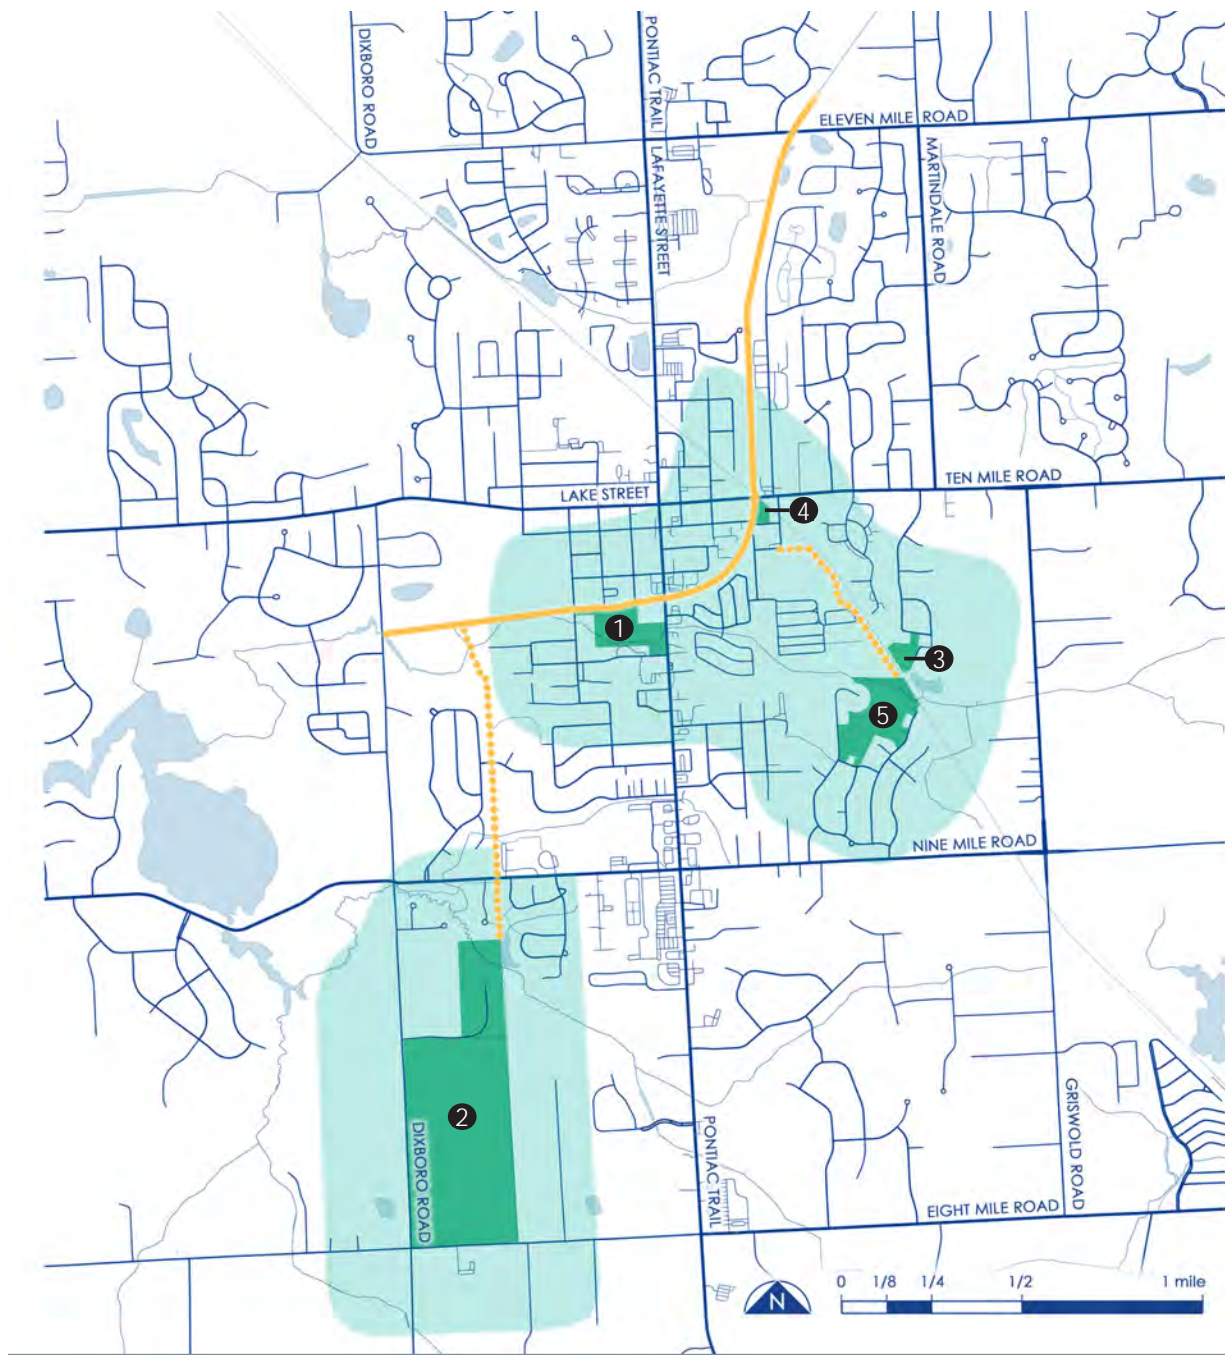 DIXBORO ROAD
PONTIAC TRAIL
ELEVEN MILE ROAD
MARTINDALE ROAD
LAFAYETTE STREET
TEN MILE ROAD
LAKE STREET
4
1
3
5
NINE MILE ROAD
2
DIXBORO ROAD
PONTIAC TRAIL
GRISWOLD ROAD
EIGHT MILE ROAD
N
0 1/8 1/4 1/2 1 mile